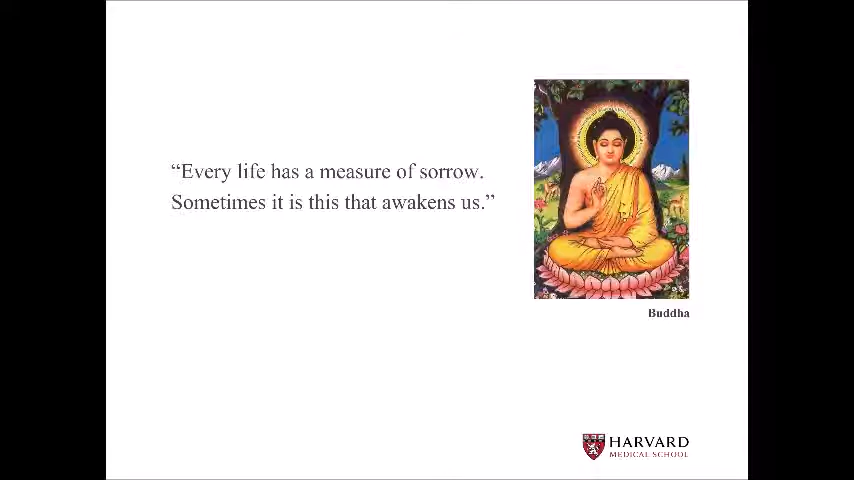 “Every life has a measure of sorrow.
Sometimes it is this that awakens us.”
Buddha
HARVARD
MEDICAL SCHOOL